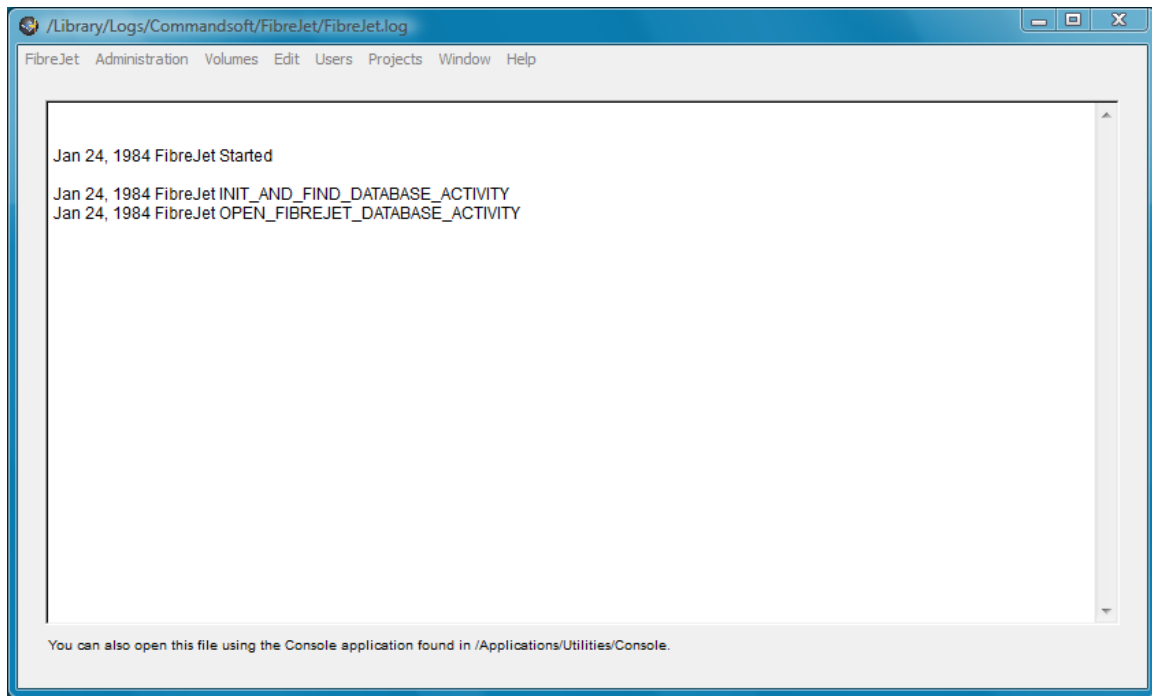 /Library/Logs/Commandsoft/FibreJet/FibreJet.log
FibreJet Administration Volumes Edit Users Projects Window Help
Jan 24, 1984 FibreJet Started
Jan 24, 1984 FibreJet INIT_AND_FIND_DATABASE_ACTIVITY
Jan 24, 1984 FibreJet OPEN_FIBREJET_DATABASE_ACTIVITY
You can also open this file using the Console application found in /Applications/Utilities/Console.